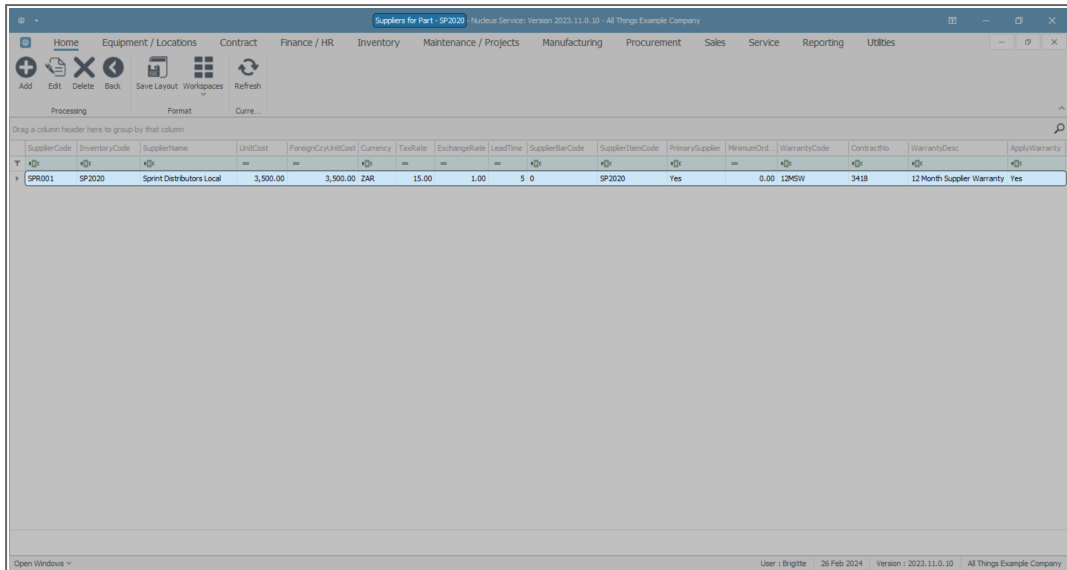 Suppliers for Part - SP2020 - Nucleus Service: Version 2023.11.0.10 - All Things Example Company
Home Equipment / Locations Contract Finance / HR Inventory Maintenance / Projects Manufacturing Procurement Sales Service Reporting Utilities
Add Edit Delete Back Save Layout Workspaces Refresh
Processing Format Curre...
Drag a column header here to group by that column
SupplierCode InventoryCode SupplierName UnitCost ForeignCcyUnitCost Currency TaxRate ExchangeRate LeadTime SupplierBarCode SupplierItemCode PrimarySupplier MinimumOrd... WarrantyCode ContractNo WarrantyDesc ApplyWarranty
SPR001 SP2020 Sprint Distributors Local 3,500.00 3,500.00 ZAR 15.00 1.00 5 0 SP2020 Yes 0.00 12MSW 3418 12 Month Supplier Warranty Yes
Open Windows User : Brigitte 26 Feb 2024 Version : 2023.11.0.10 All Things Example Company